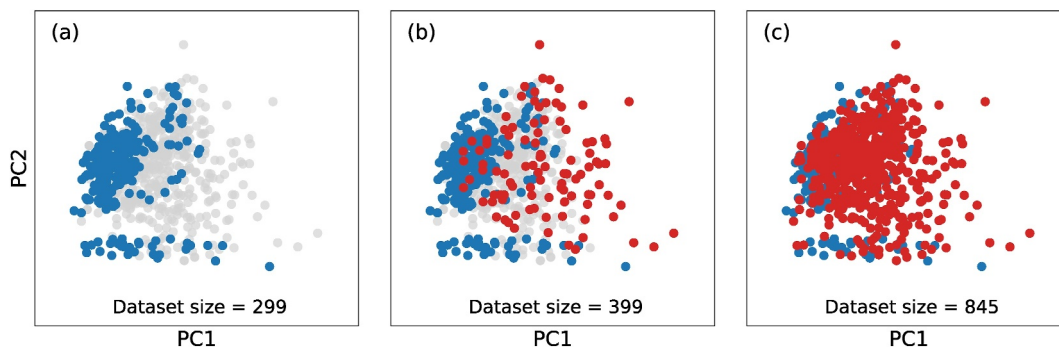 (a)
(b)
(c)
PC2
Dataset size = 299
Dataset size = 399
Dataset size = 845
PC1
PC1
PC1